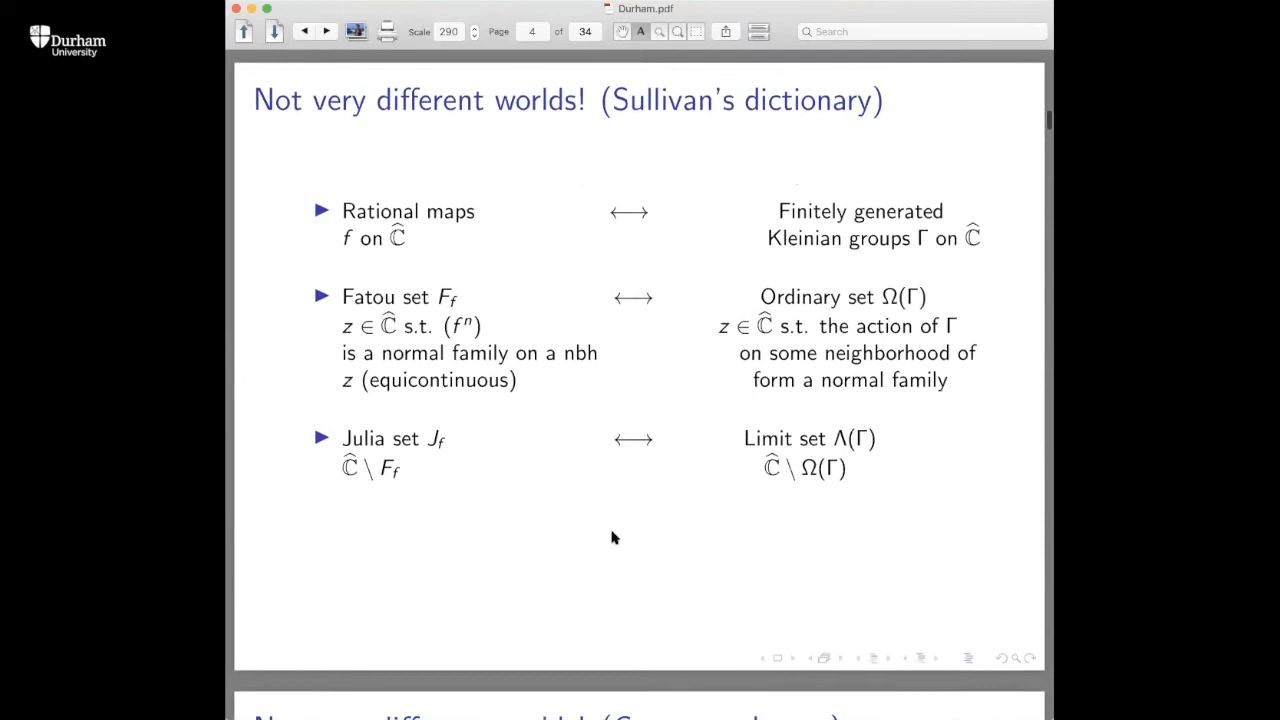 Durham
University
Durham.pdf
Scale 290 Page 4 of 34 A Search
Not very different worlds! (Sullivan's dictionary)
▶ Rational maps ⟷ Finitely generated
f on Ĉ Kleinian groups Γ on Ĉ
▶ Fatou set F_f ⟷ Ordinary set Ω(Γ)
z ∈ Ĉ s.t. (fⁿ) z ∈ Ĉ s.t. the action of Γ
is a normal family on a nbh on some neighborhood of
z (equicontinuous) form a normal family
▶ Julia set J_f ⟷ Limit set Λ(Γ)
Ĉ \ F_f Ĉ \ Ω(Γ)